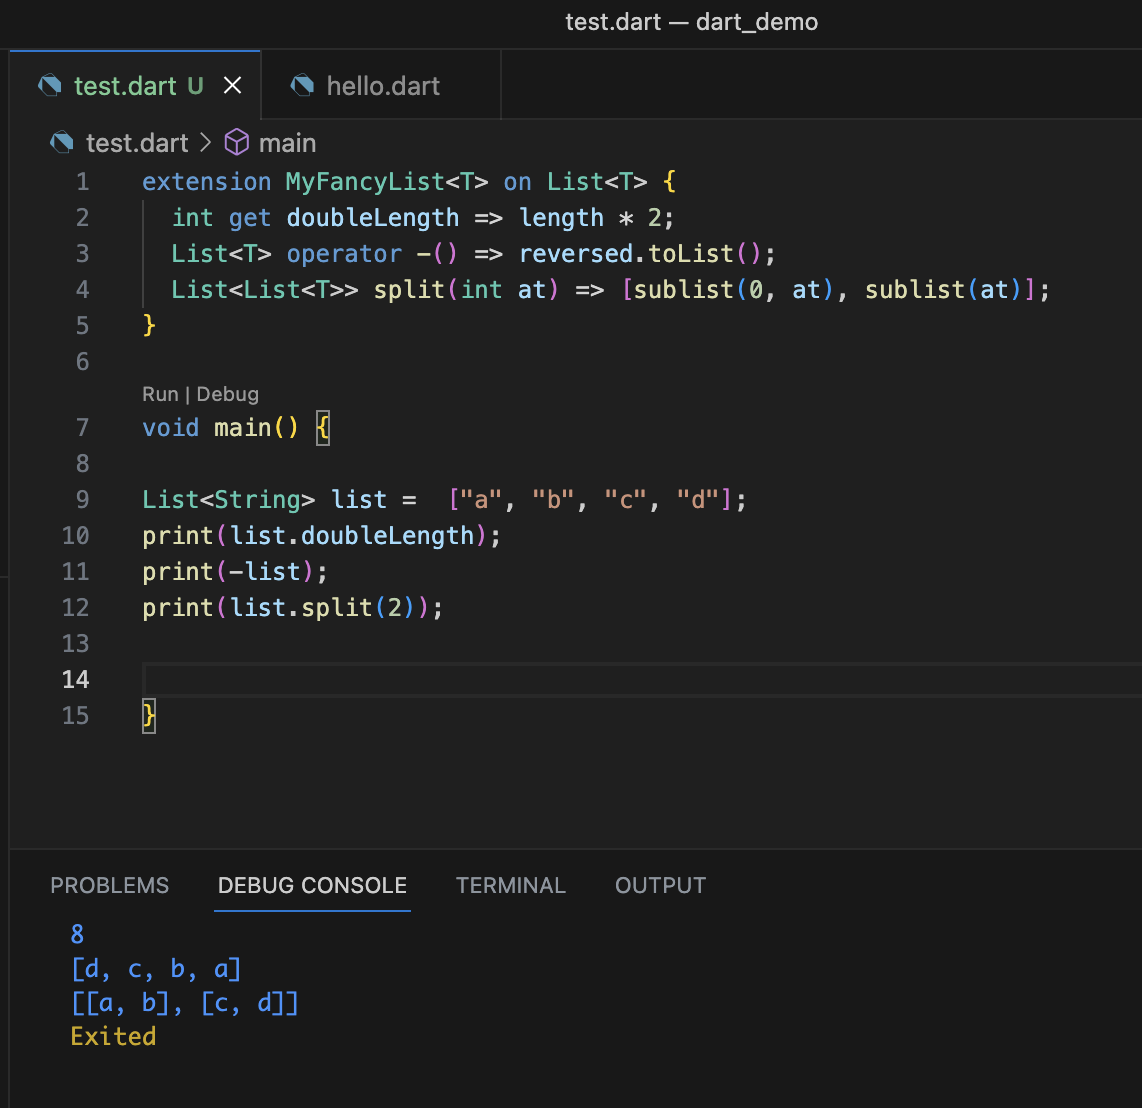 test.dart — dart_demo
test.dart U hello.dart
test.dart > main
1 extension MyFancyList<T> on List<T> {
2 int get doubleLength => length * 2;
3 List<T> operator -() => reversed.toList();
4 List<List<T>> split(int at) => [sublist(0, at), sublist(at)];
5 }
6
Run | Debug
7 void main() {
8
9 List<String> list =  ["a", "b", "c", "d"];
10 print(list.doubleLength);
11 print(-list);
12 print(list.split(2));
13
14
15 }
PROBLEMS DEBUG CONSOLE TERMINAL OUTPUT
8
[d, c, b, a]
[[a, b], [c, d]]
Exited